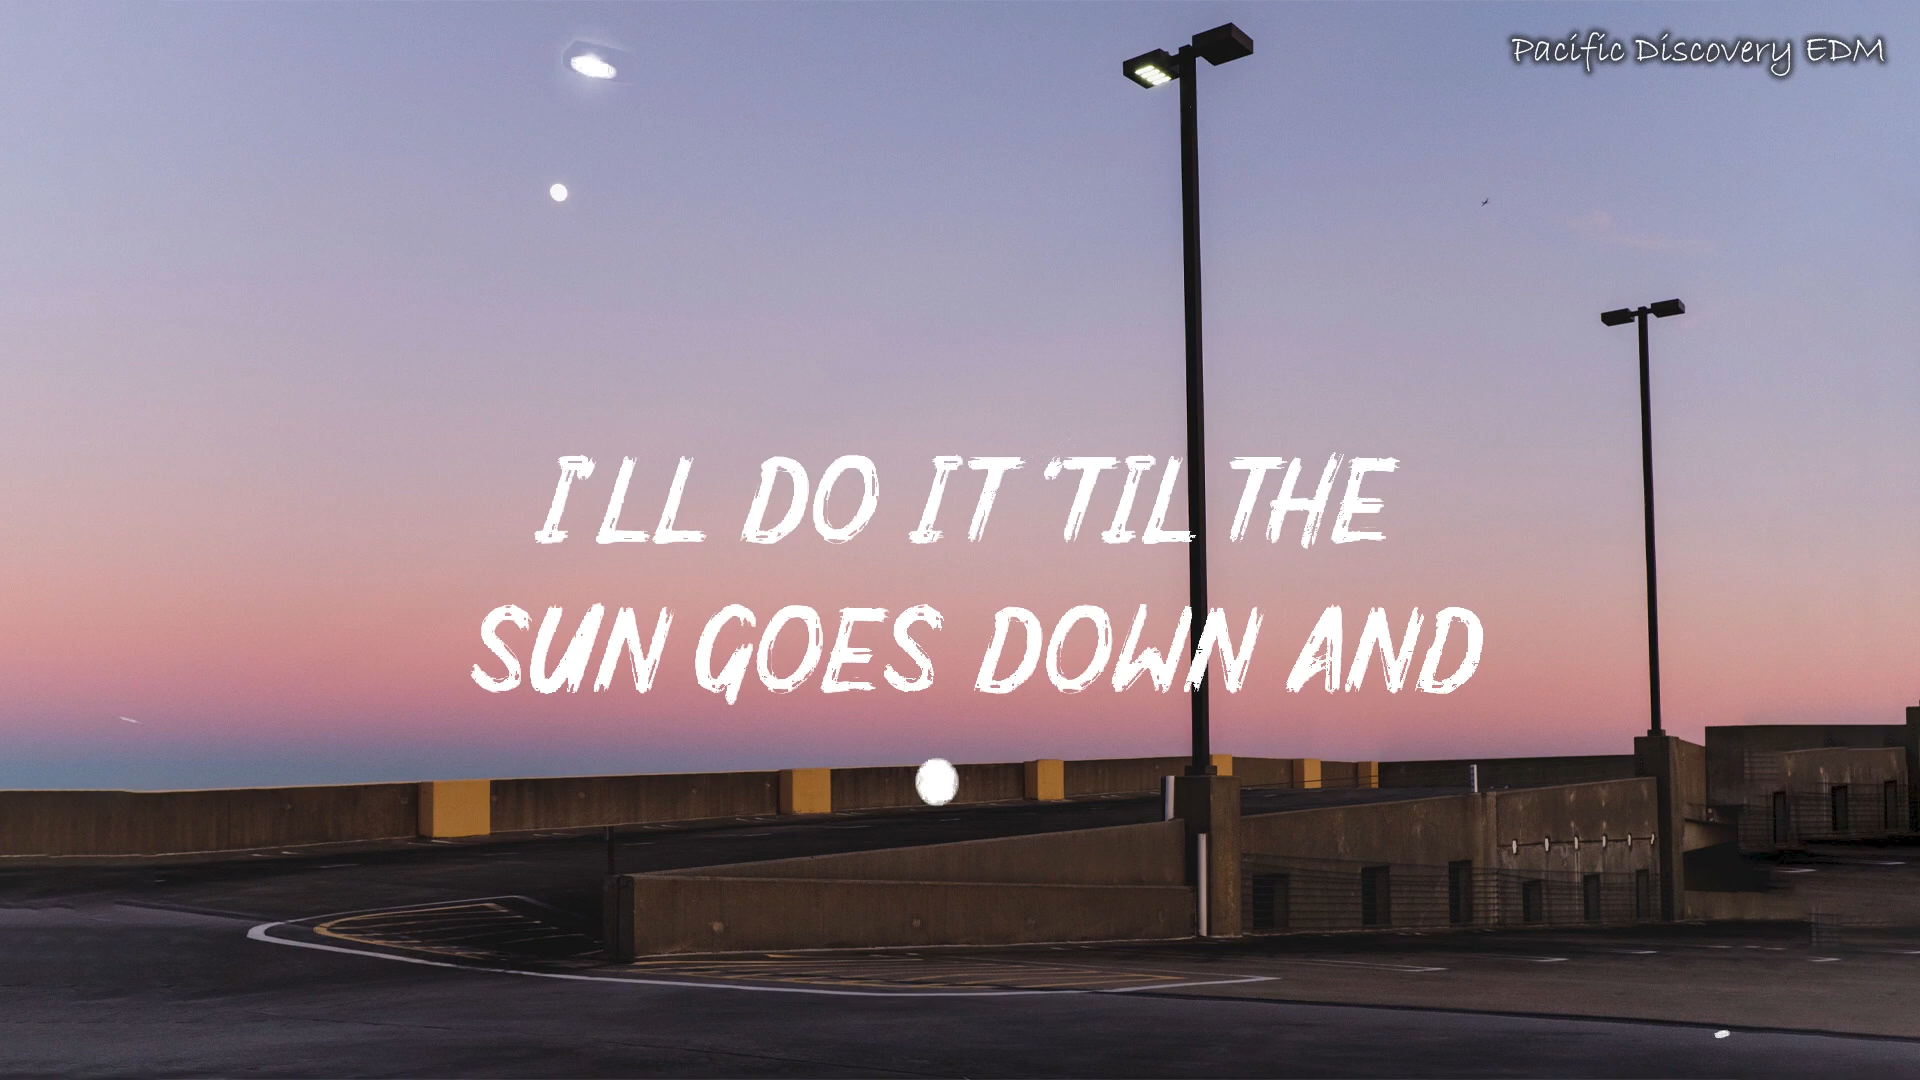 Pacific Discovery EDM
I'LL DO IT 'TIL THE
SUN GOES DOWN AND